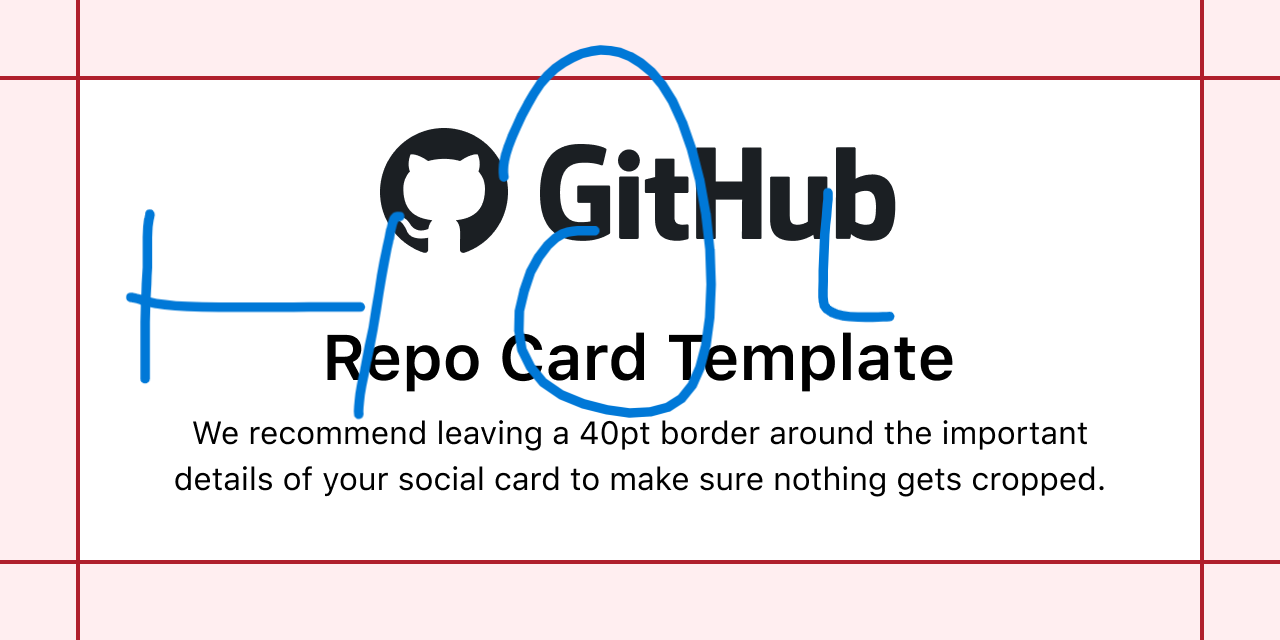 GitHub
Repo Card Template
We recommend leaving a 40pt border around the important
details of your social card to make sure nothing gets cropped.